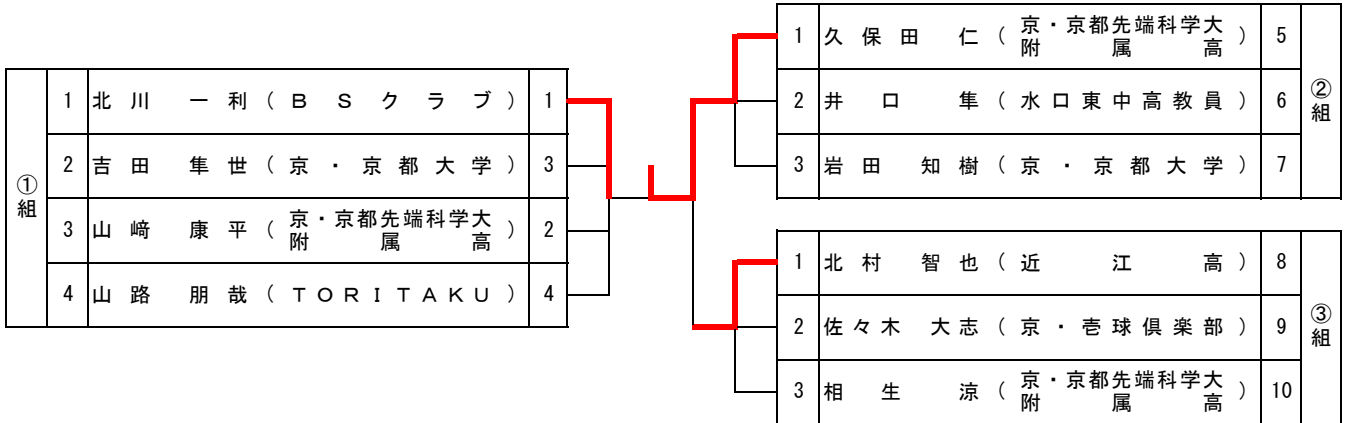 ①組
1 北川 一利（BSクラブ） 1
2 吉田 隼世（京・京都大学） 3
3 山﨑 康平（京・京都先端科学大附属高） 2
4 山路 朋哉（TORITAKU） 4
1 久保田 仁（京・京都先端科学大附属高） 5
2 井口 隼（水口東中高教員） 6
3 岩田 知樹（京・京都大学） 7
②組
1 北村 智也（近江高） 8
2 佐々木 大志（京・壱球倶楽部） 9
3 相生 涼（京・京都先端科学大附属高） 10
③組